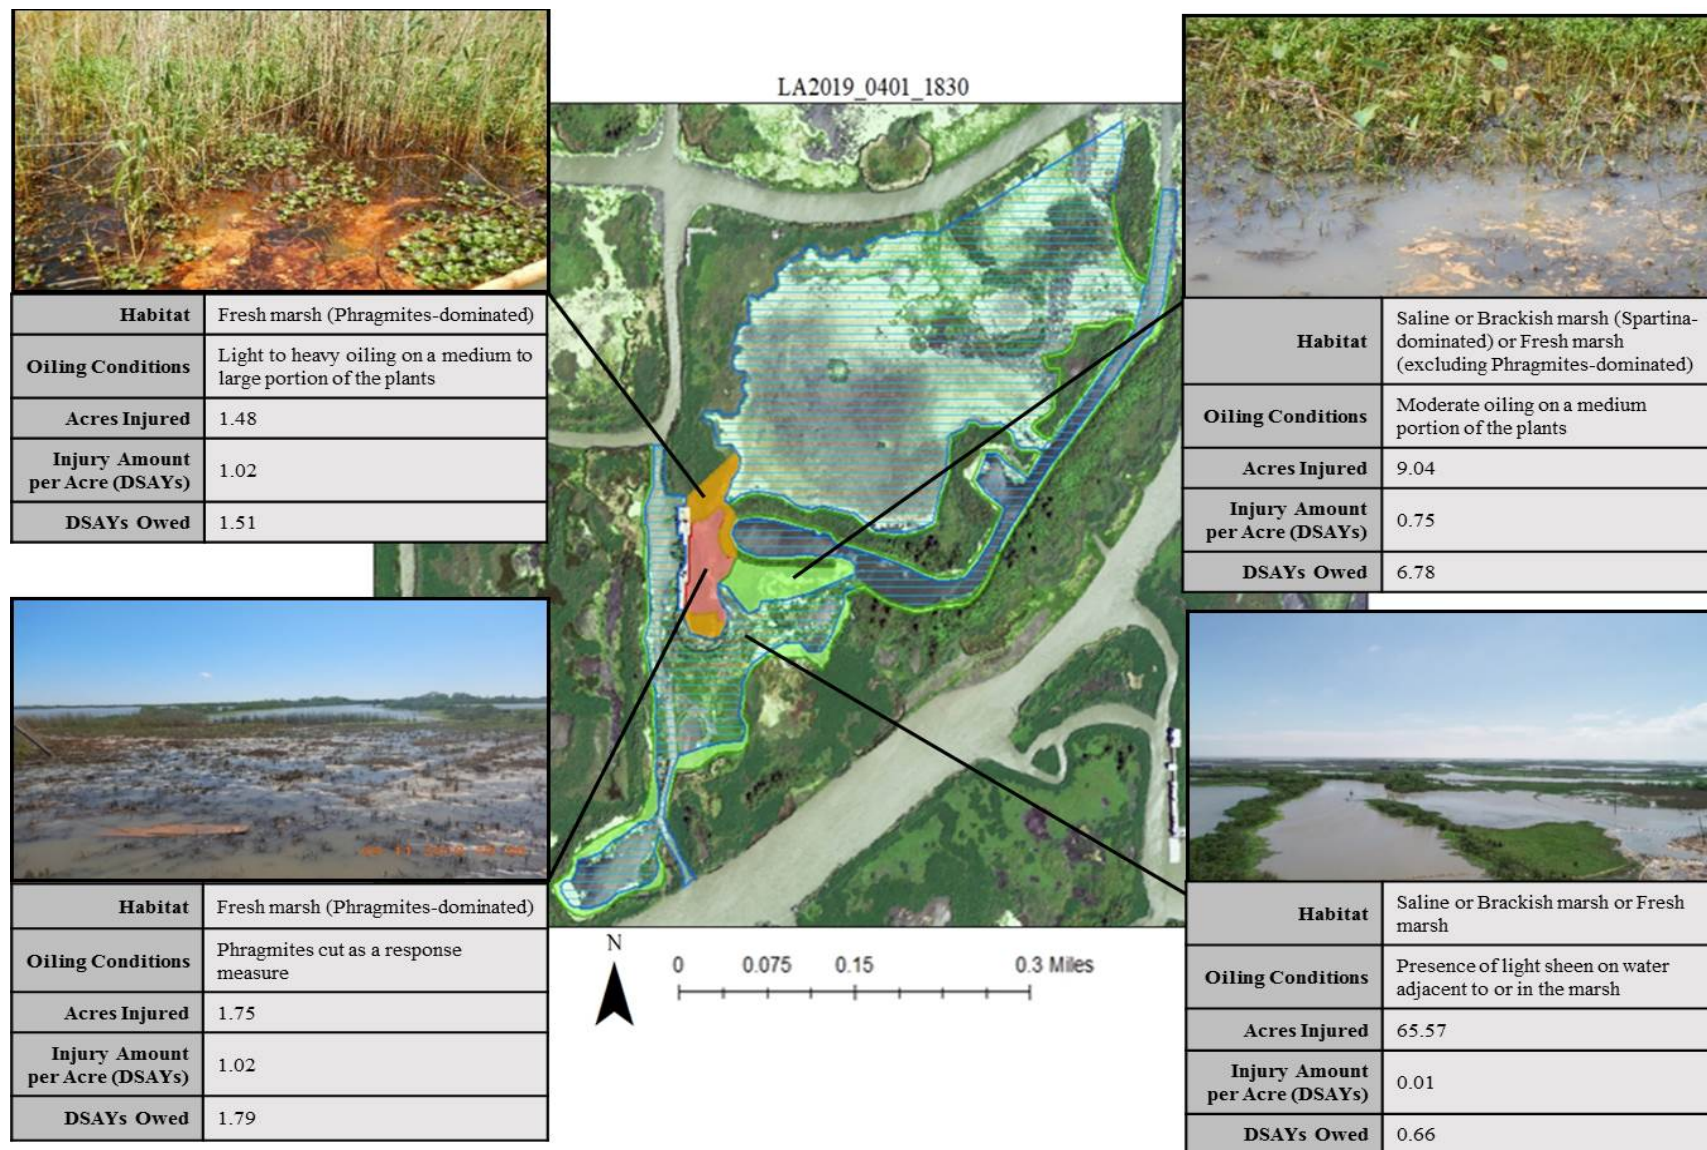 LA2019_0401_1830
Habitat Fresh marsh (Phragmites-dominated)
Oiling Conditions Light to heavy oiling on a medium to
large portion of the plants
Acres Injured 1.48
Injury Amount
per Acre (DSAYs) 1.02
DSAYs Owed 1.51
Habitat Saline or Brackish marsh (Spartina-
dominated) or Fresh marsh
(excluding Phragmites-dominated)
Oiling Conditions Moderate oiling on a medium
portion of the plants
Acres Injured 9.04
Injury Amount
per Acre (DSAYs) 0.75
DSAYs Owed 6.78
Habitat Fresh marsh (Phragmites-dominated)
Oiling Conditions Phragmites cut as a response
measure
Acres Injured 1.75
Injury Amount
per Acre (DSAYs) 1.02
DSAYs Owed 1.79
Habitat Saline or Brackish marsh or Fresh
marsh
Oiling Conditions Presence of light sheen on water
adjacent to or in the marsh
Acres Injured 65.57
Injury Amount
per Acre (DSAYs) 0.01
DSAYs Owed 0.66
N
0 0.075 0.15 0.3 Miles